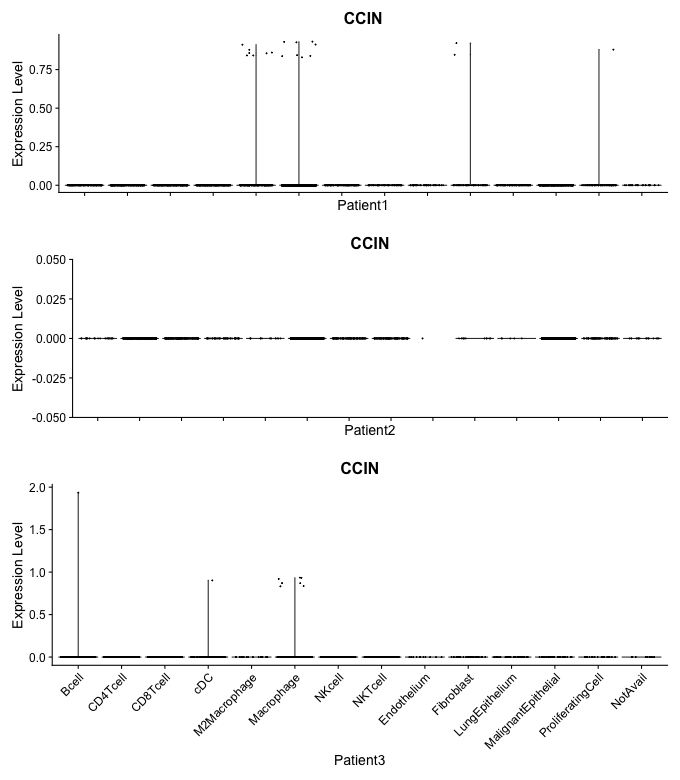 CCIN
Expression Level
0.75
0.50
0.25
0.00
Patient1
CCIN
Expression Level
0.050
0.025
0.000
-0.025
-0.050
Patient2
CCIN
Expression Level
2.0
1.5
1.0
0.5
0.0
Bcell
CD4Tcell
CD8Tcell
cDC
M2Macrophage
Macrophage
NKcell
NKTcell
Endothelium
Fibroblast
LungEpithelium
MalignantEpithelial
ProliferatingCell
NotAvail
Patient3